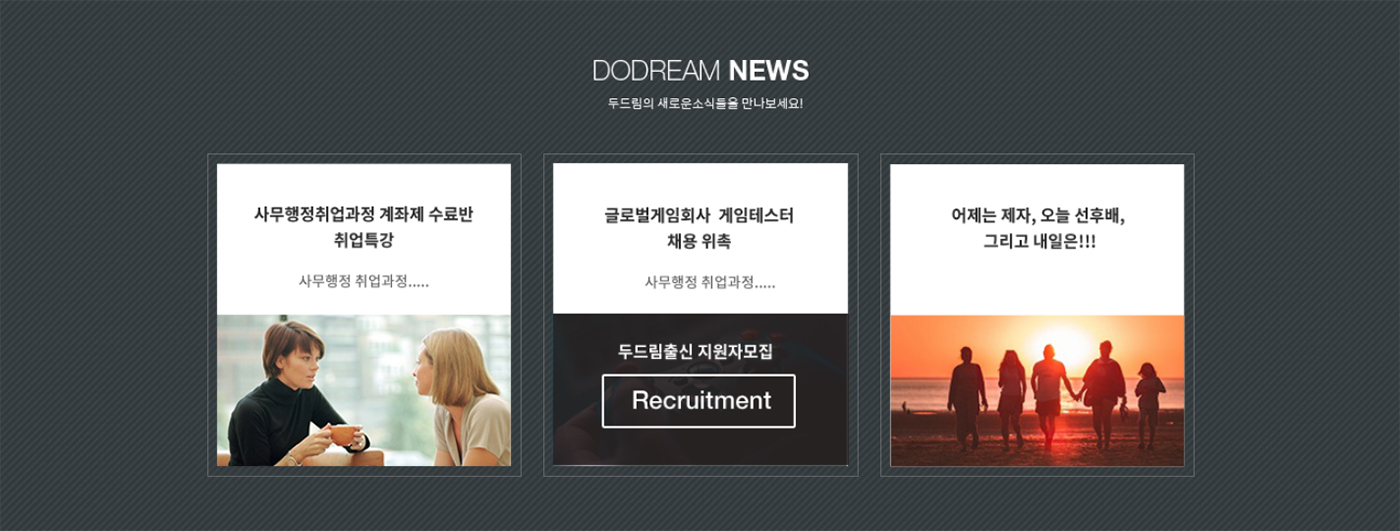 DODREAM NEWS
두드림의 새로운소식들을 만나보세요!
사무행정취업과정 계좌제 수료반
취업특강
사무행정 취업과정.....
글로벌게임회사 게임테스터
채용 위촉
사무행정 취업과정.....
두드림출신 지원자모집
Recruitment
어제는 제자, 오늘 선후배,
그리고 내일은!!!